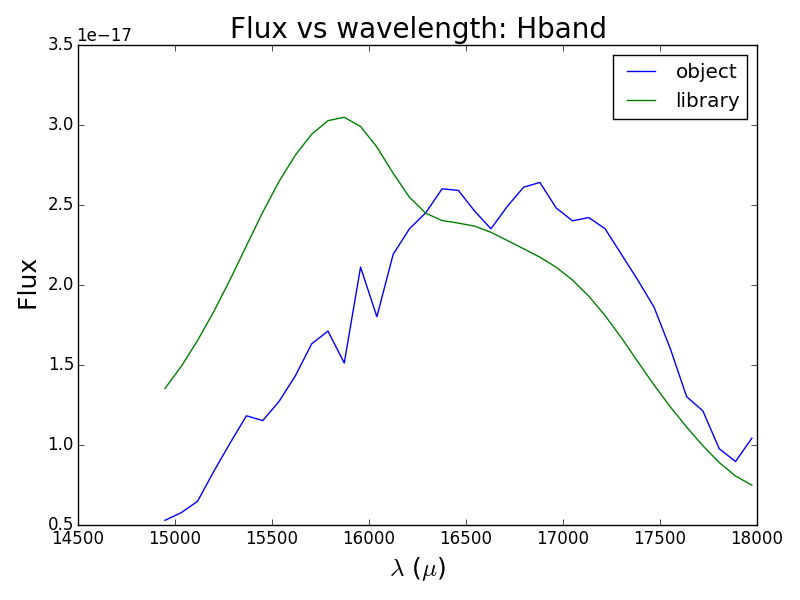 Flux vs wavelength: Hband
1e−17
object
library
3.5
3.0
2.5
2.0
1.5
1.0
0.5
Flux
14500 15000 15500 16000 16500 17000 17500 18000
λ (μ)